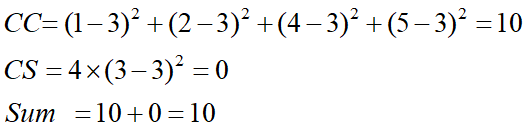 CC=(1−3)²+(2−3)²+(4−3)²+(5−3)²=10
CS=4×(3−3)²=0
Sum =10+0=10